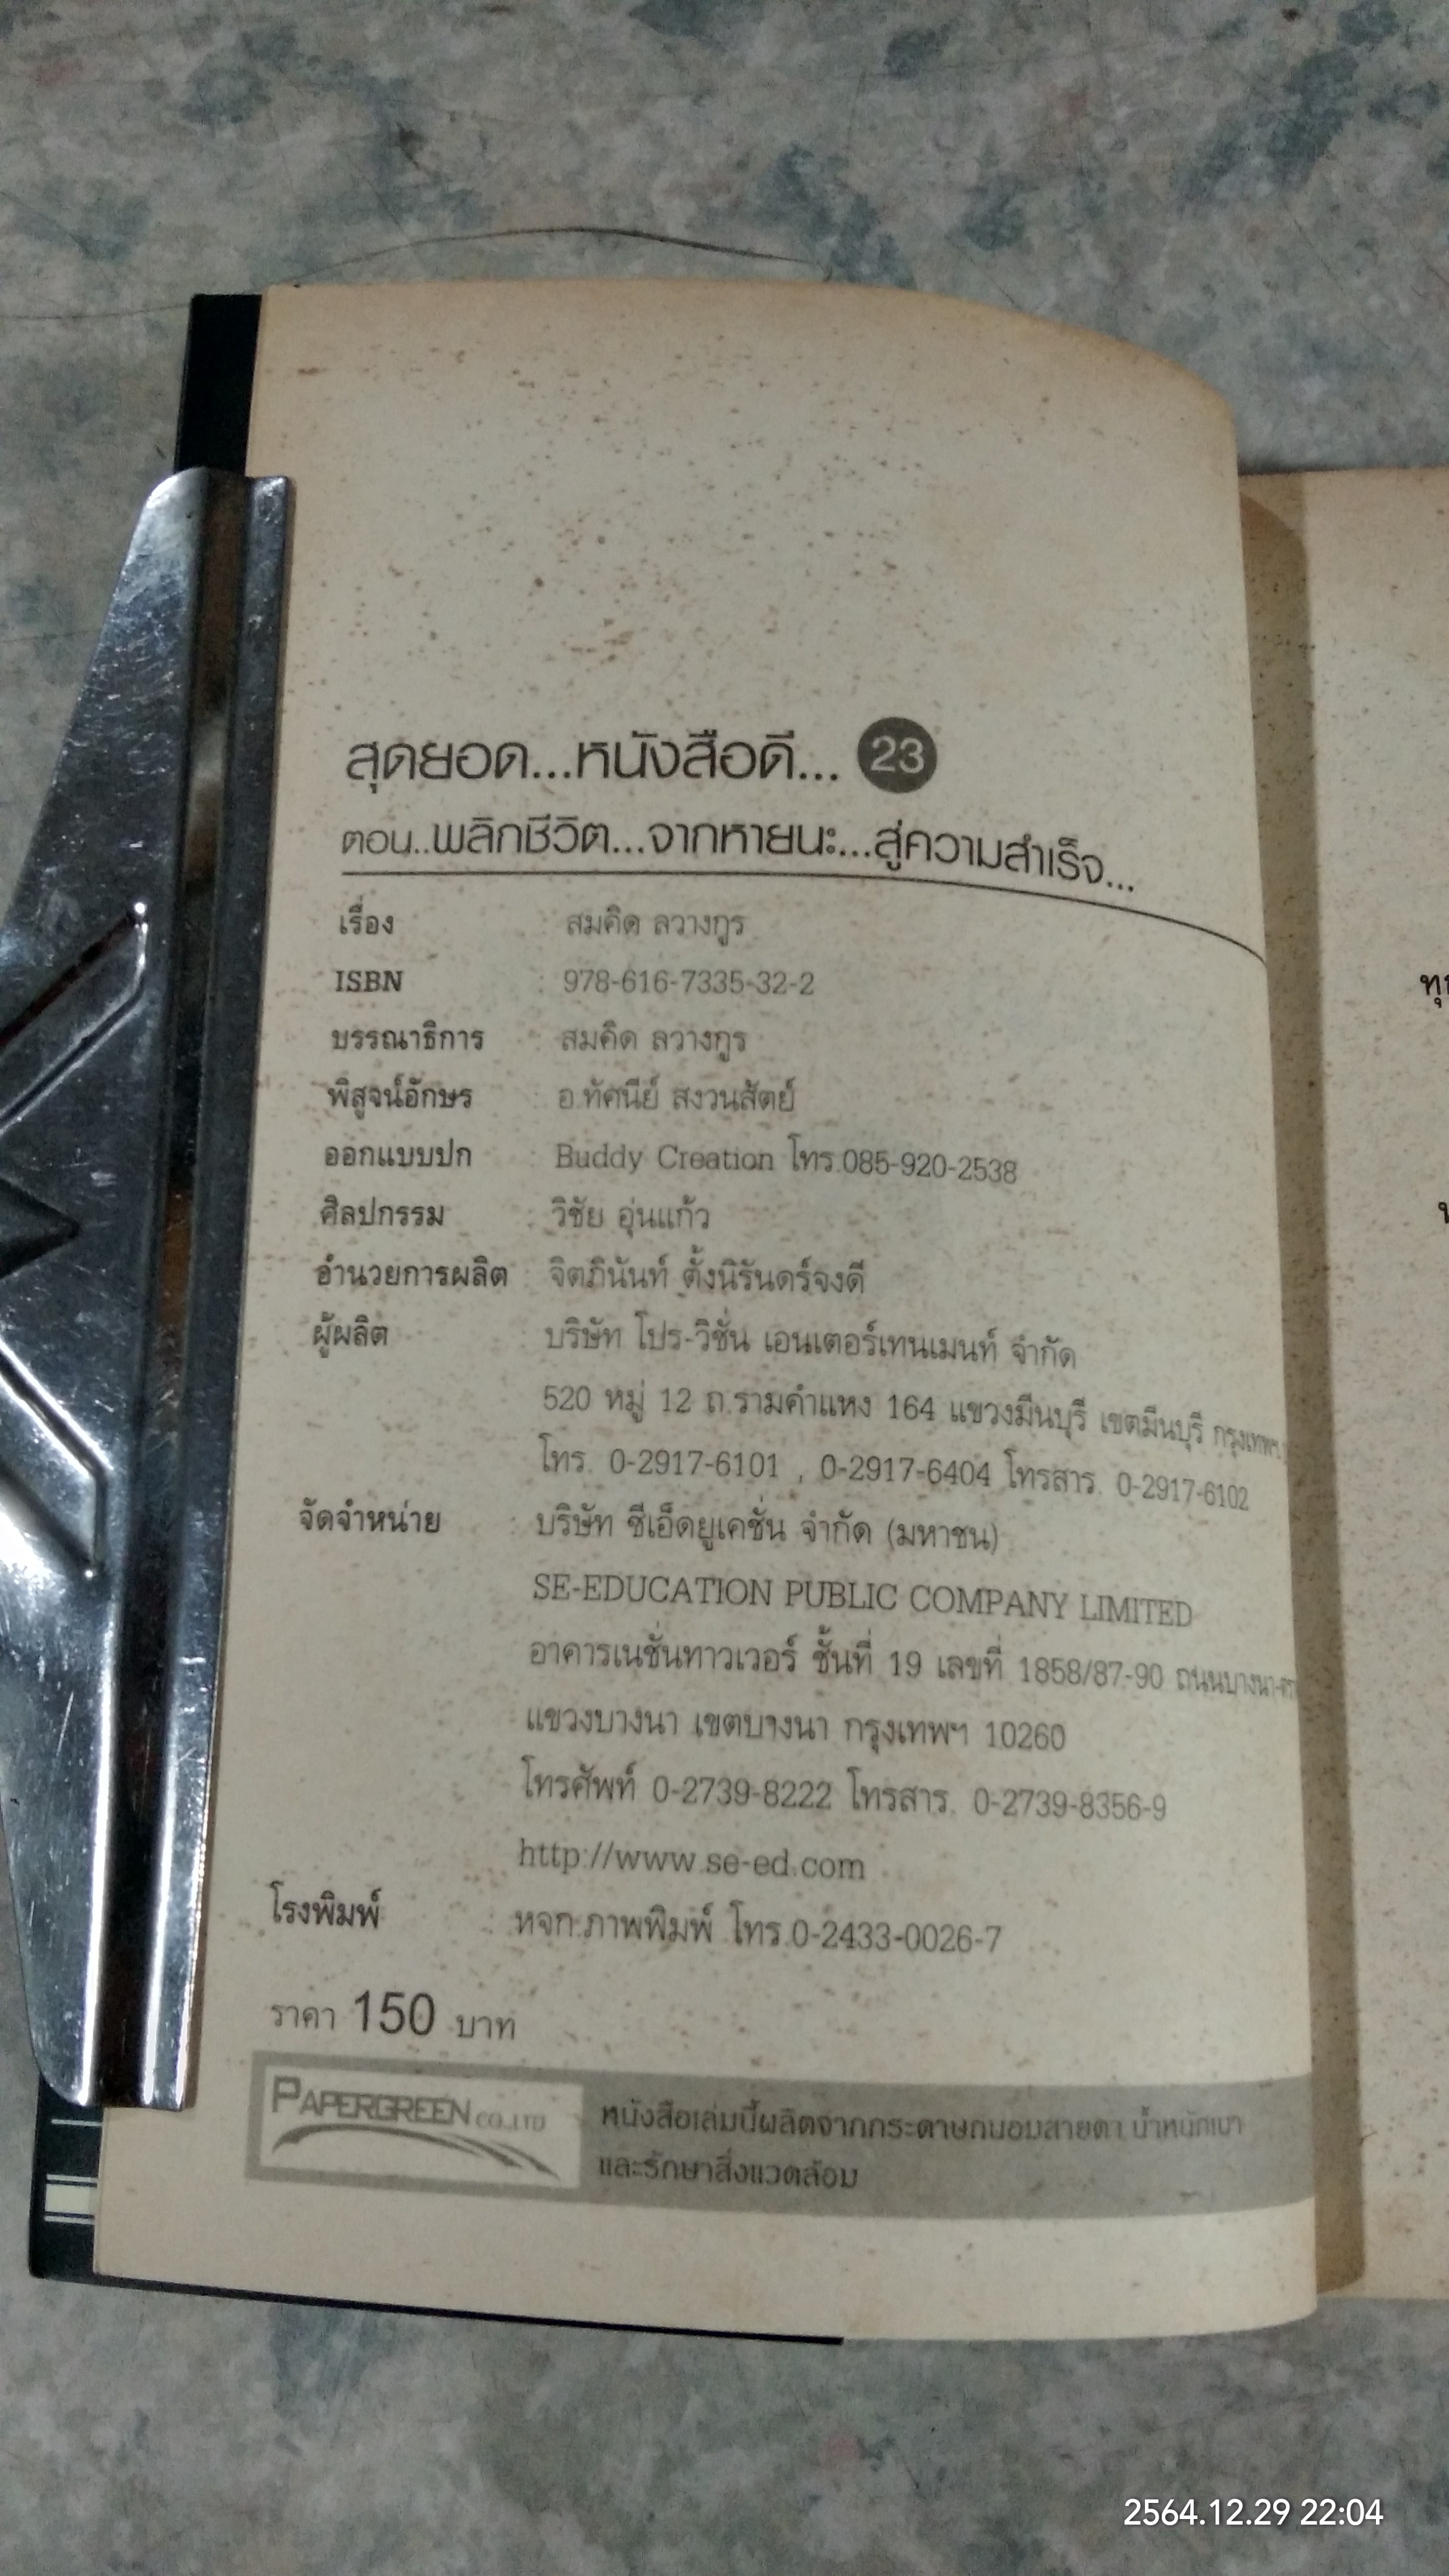 สุดยอด...หนังสือดี... 23
ตอน..พลิกชีวิต...จากหายนะ...สู่ความสำเร็จ...
เรื่อง : สมคิด ลวางกูร
ISBN : 978-616-7335-32-2
บรรณาธิการ : สมคิด ลวางกูร
พิสูจน์อักษร : อ.ทัศนีย์ สงวนสัตย์
ออกแบบปก : Buddy Creation โทร.085-920-2538
ศิลปกรรม : วิชัย อุ่นแก้ว
อำนวยการผลิต : จิตภินันท์ ตั้งนิรันดร์จงดี
ผู้ผลิต : บริษัท โปร-วิชั่น เอนเตอร์เทนเมนท์ จำกัด
520 หมู่ 12 ถ.รามคำแหง 164 แขวงมีนบุรี เขตมีนบุรี กรุงเทพฯ
โทร. 0-2917-6101 , 0-2917-6404 โทรสาร. 0-2917-6102
จัดจำหน่าย : บริษัท ซีเอ็ดยูเคชั่น จำกัด (มหาชน)
SE-EDUCATION PUBLIC COMPANY LIMITED
อาคารเนชั่นทาวเวอร์ ชั้นที่ 19 เลขที่ 1858/87-90 ถนนบางนา-
แขวงบางนา เขตบางนา กรุงเทพฯ 10260
โทรศัพท์ 0-2739-8222 โทรสาร. 0-2739-8356-9
http://www.se-ed.com
โรงพิมพ์ : หจก.ภาพพิมพ์ โทร.0-2433-0026-7
ราคา 150 บาท
PAPERGREEN CO.,LTD
หนังสือเล่มนี้ผลิตจากกระดาษถนอมสายตา น้ำหนักเบา
และรักษาสิ่งแวดล้อม
2564.12.29 22:04